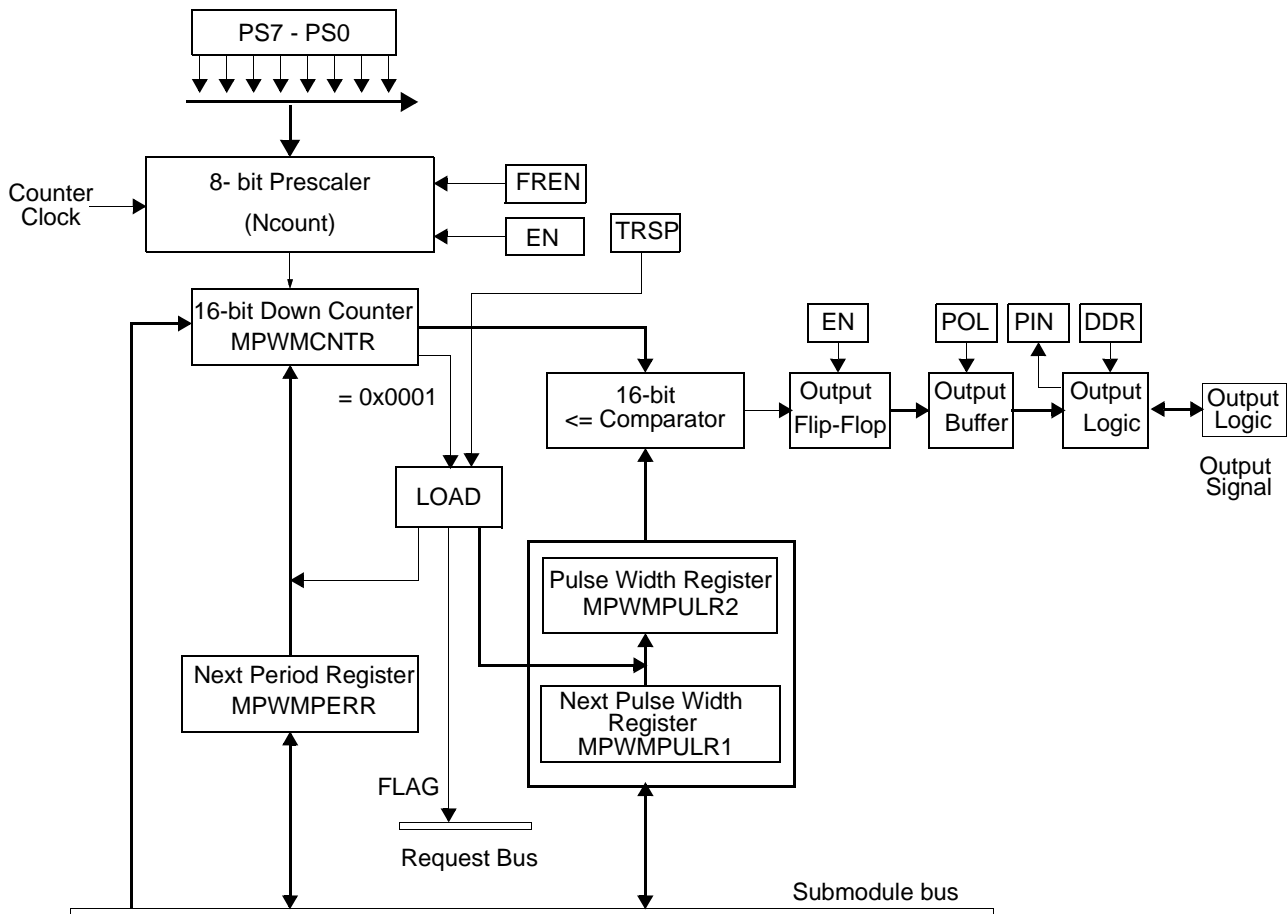 PS7 - PS0
8- bit Prescaler
(Ncount)
Counter
Clock
FREN
EN
TRSP
16-bit Down Counter
MPWMCNTR
= 0x0001
LOAD
16-bit
<= Comparator
EN
POL
PIN
DDR
Output
Flip-Flop
Output
Buffer
Output
Logic
Output
Logic
Output
Signal
Pulse Width Register
MPWMPULR2
Next Period Register
MPWMPERR
Next Pulse Width
Register
MPWMPULR1
FLAG
Request Bus
Submodule bus